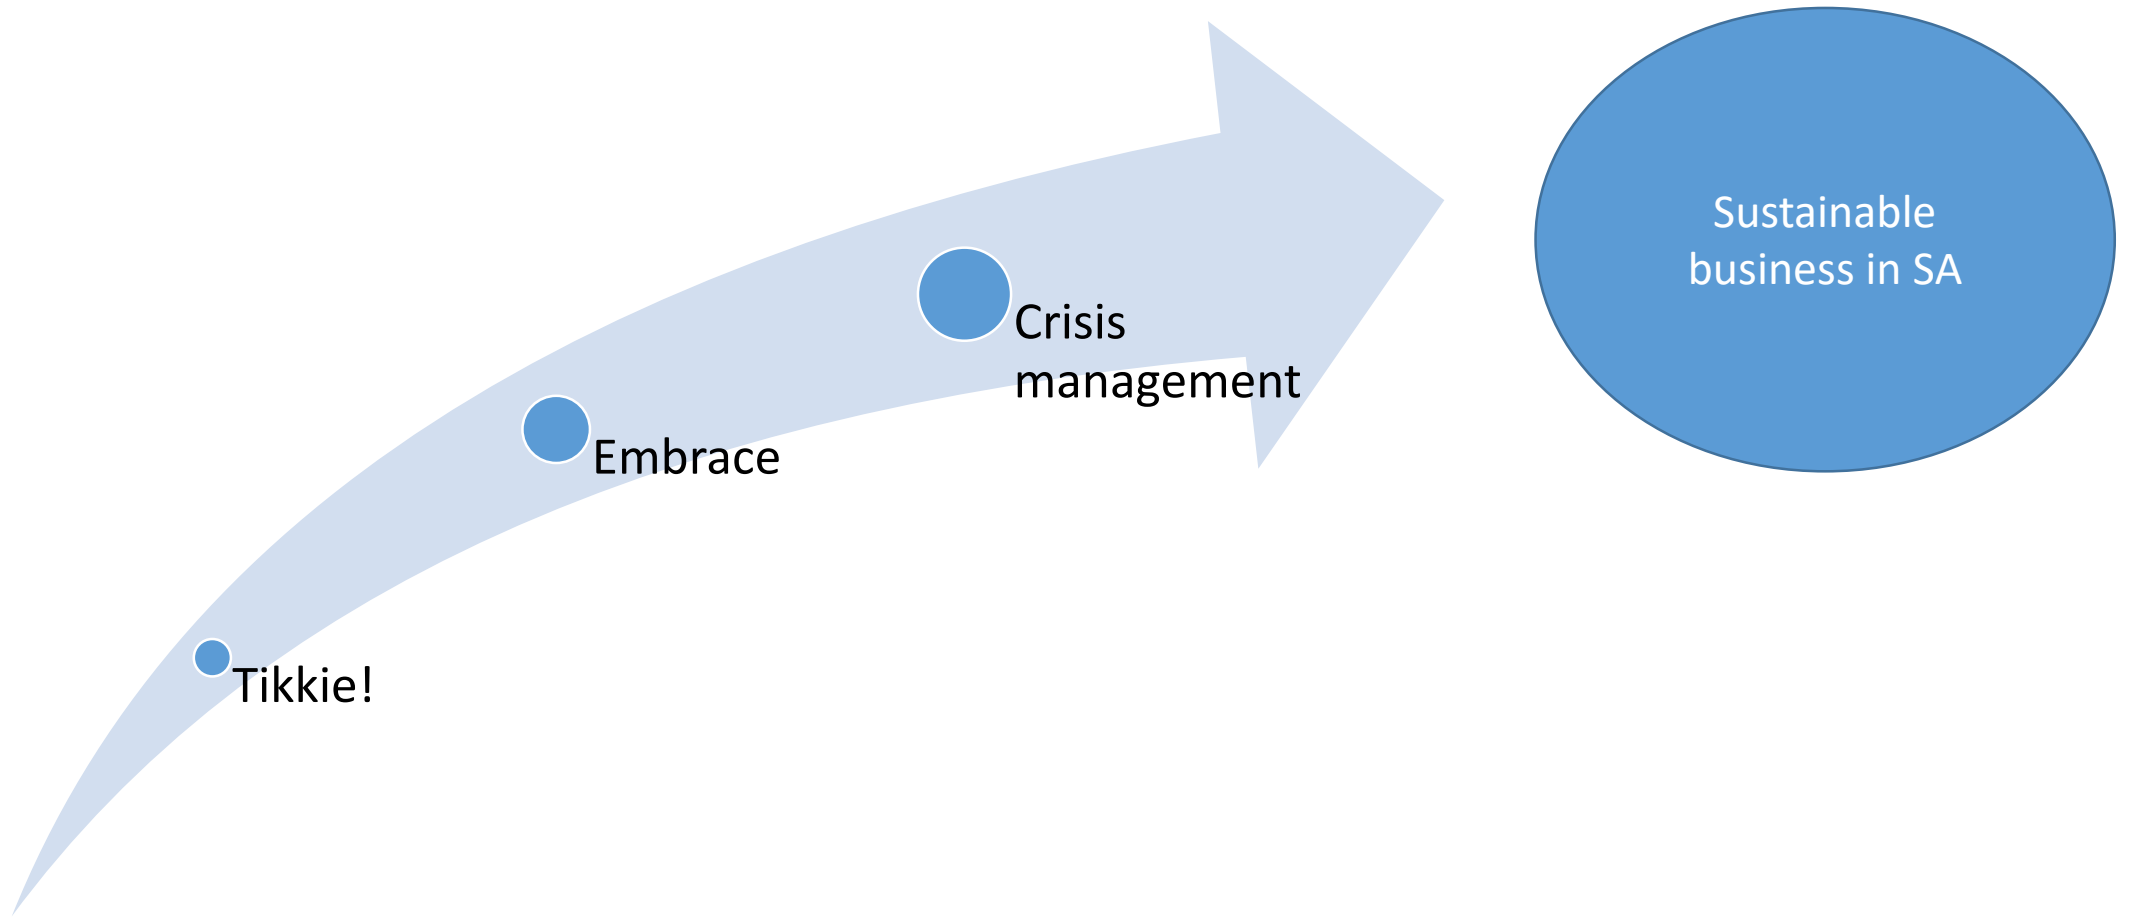 Sustainable
business in SA
Crisis
management
Embrace
Tikkie!